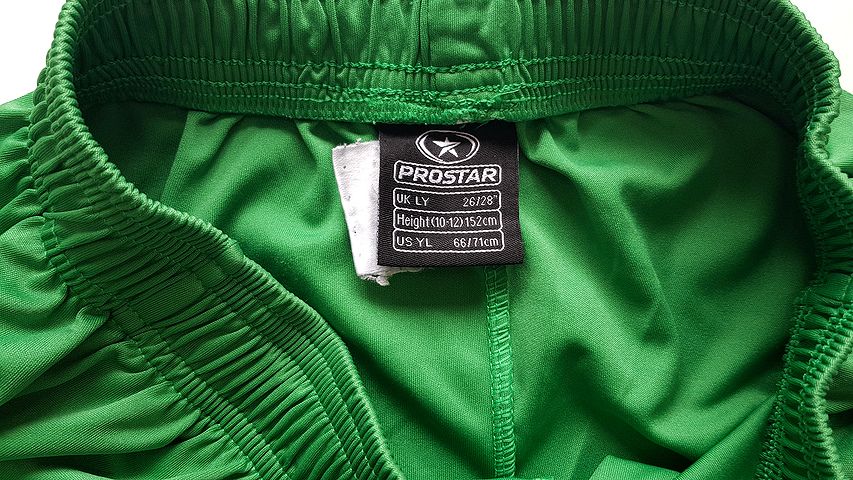 PROSTAR
UK LY 26/28"
Height(10-12)152cm
US YL 66/71cm